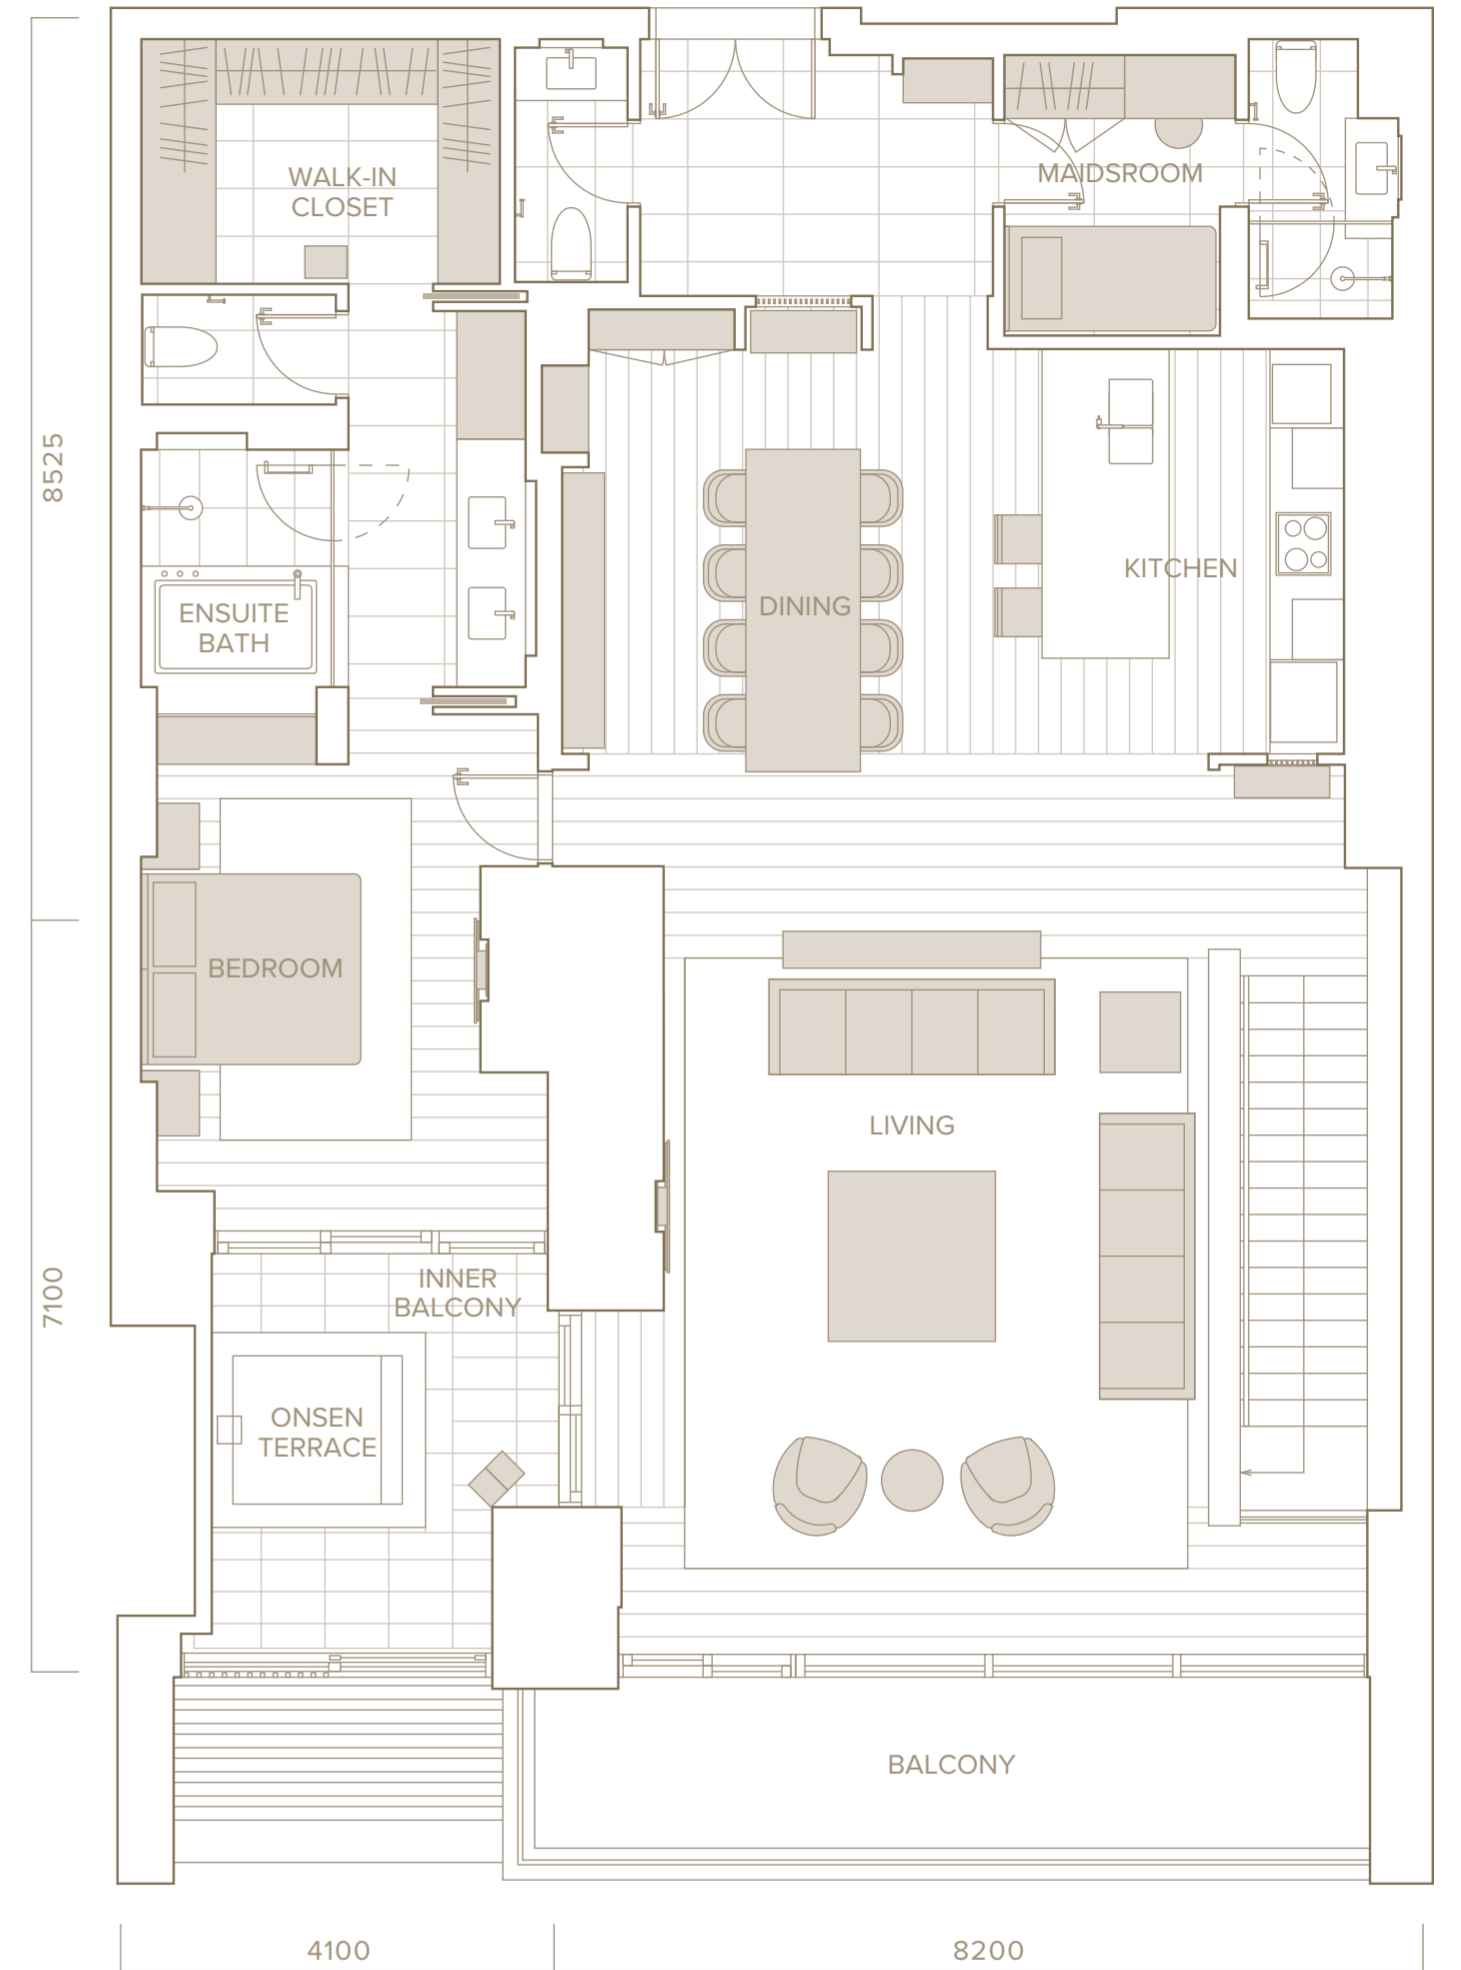 WALK-IN
CLOSET
MAIDSROOM
8525
KITCHEN
DINING
ENSUITE
BATH
BEDROOM
LIVING
7100
INNER
BALCONY
ONSEN
TERRACE
BALCONY
4100
8200